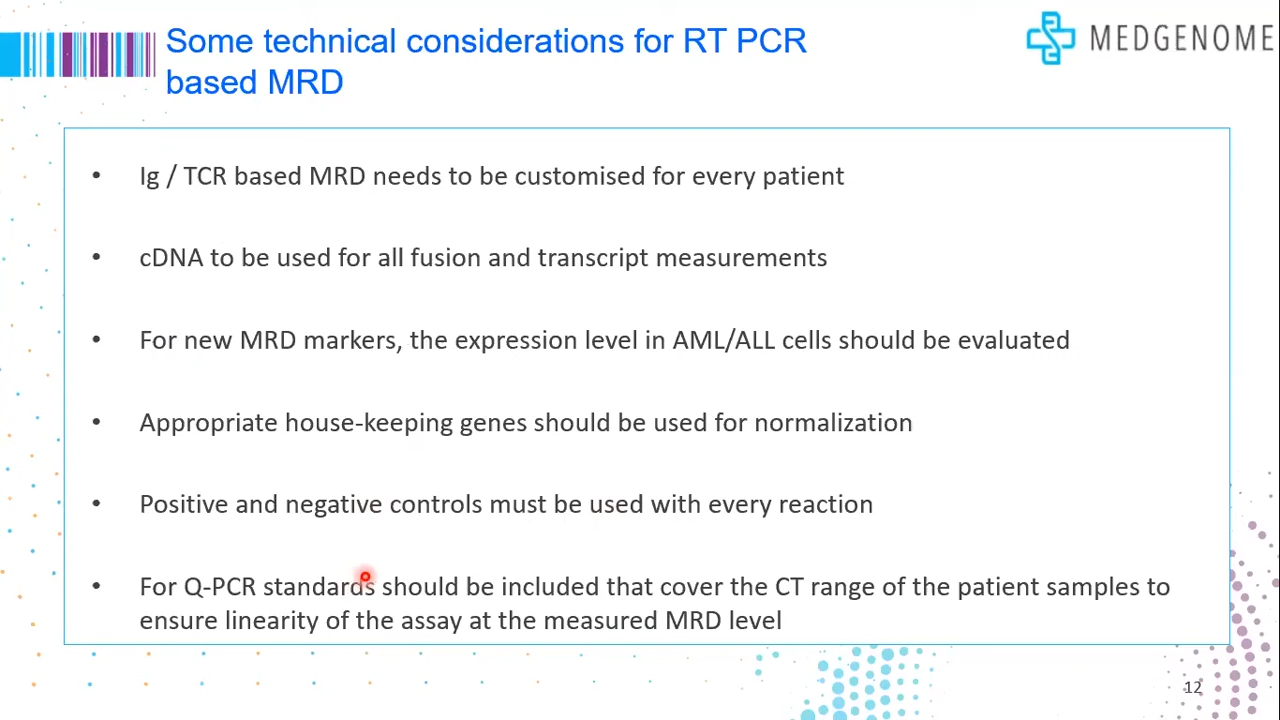 Some technical considerations for RT PCR
based MRD
MEDGENOME
• Ig / TCR based MRD needs to be customised for every patient
• cDNA to be used for all fusion and transcript measurements
• For new MRD markers, the expression level in AML/ALL cells should be evaluated
• Appropriate house-keeping genes should be used for normalization
• Positive and negative controls must be used with every reaction
• For Q-PCR standards should be included that cover the CT range of the patient samples to
ensure linearity of the assay at the measured MRD level
12